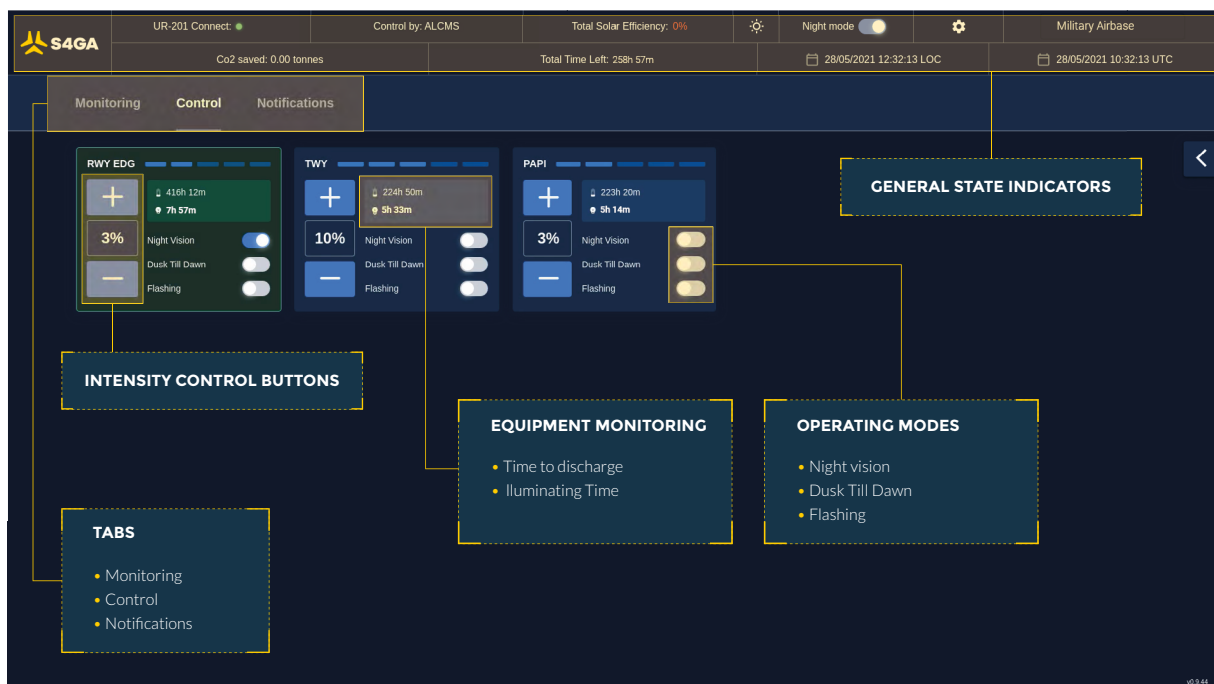 S4GA
UR-201 Connect:
Control by: ALCMS
Total Solar Efficiency: 0%
Night mode
Military Airbase
Co2 saved: 0.00 tonnes
Total Time Left: 258h 57m
28/05/2021 12:32:13 LOC
28/05/2021 10:32:13 UTC
Monitoring
Control
Notifications
RWY EDG
416h 12m
7h 57m
3%
Night Vision
Dusk Till Dawn
Flashing
TWY
224h 50m
5h 33m
10%
Night Vision
Dusk Till Dawn
Flashing
PAPI
223h 20m
5h 14m
3%
Night Vision
Dusk Till Dawn
Flashing
GENERAL STATE INDICATORS
INTENSITY CONTROL BUTTONS
EQUIPMENT MONITORING
• Time to discharge
• Iluminating Time
OPERATING MODES
• Night vision
• Dusk Till Dawn
• Flashing
TABS
• Monitoring
• Control
• Notifications
v0.9.44